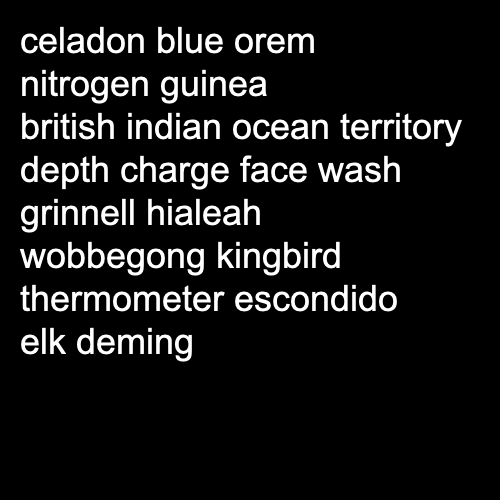 celadon blue orem
nitrogen guinea
british indian ocean territory
depth charge face wash
grinnell hialeah
wobbegong kingbird
thermometer escondido
elk deming